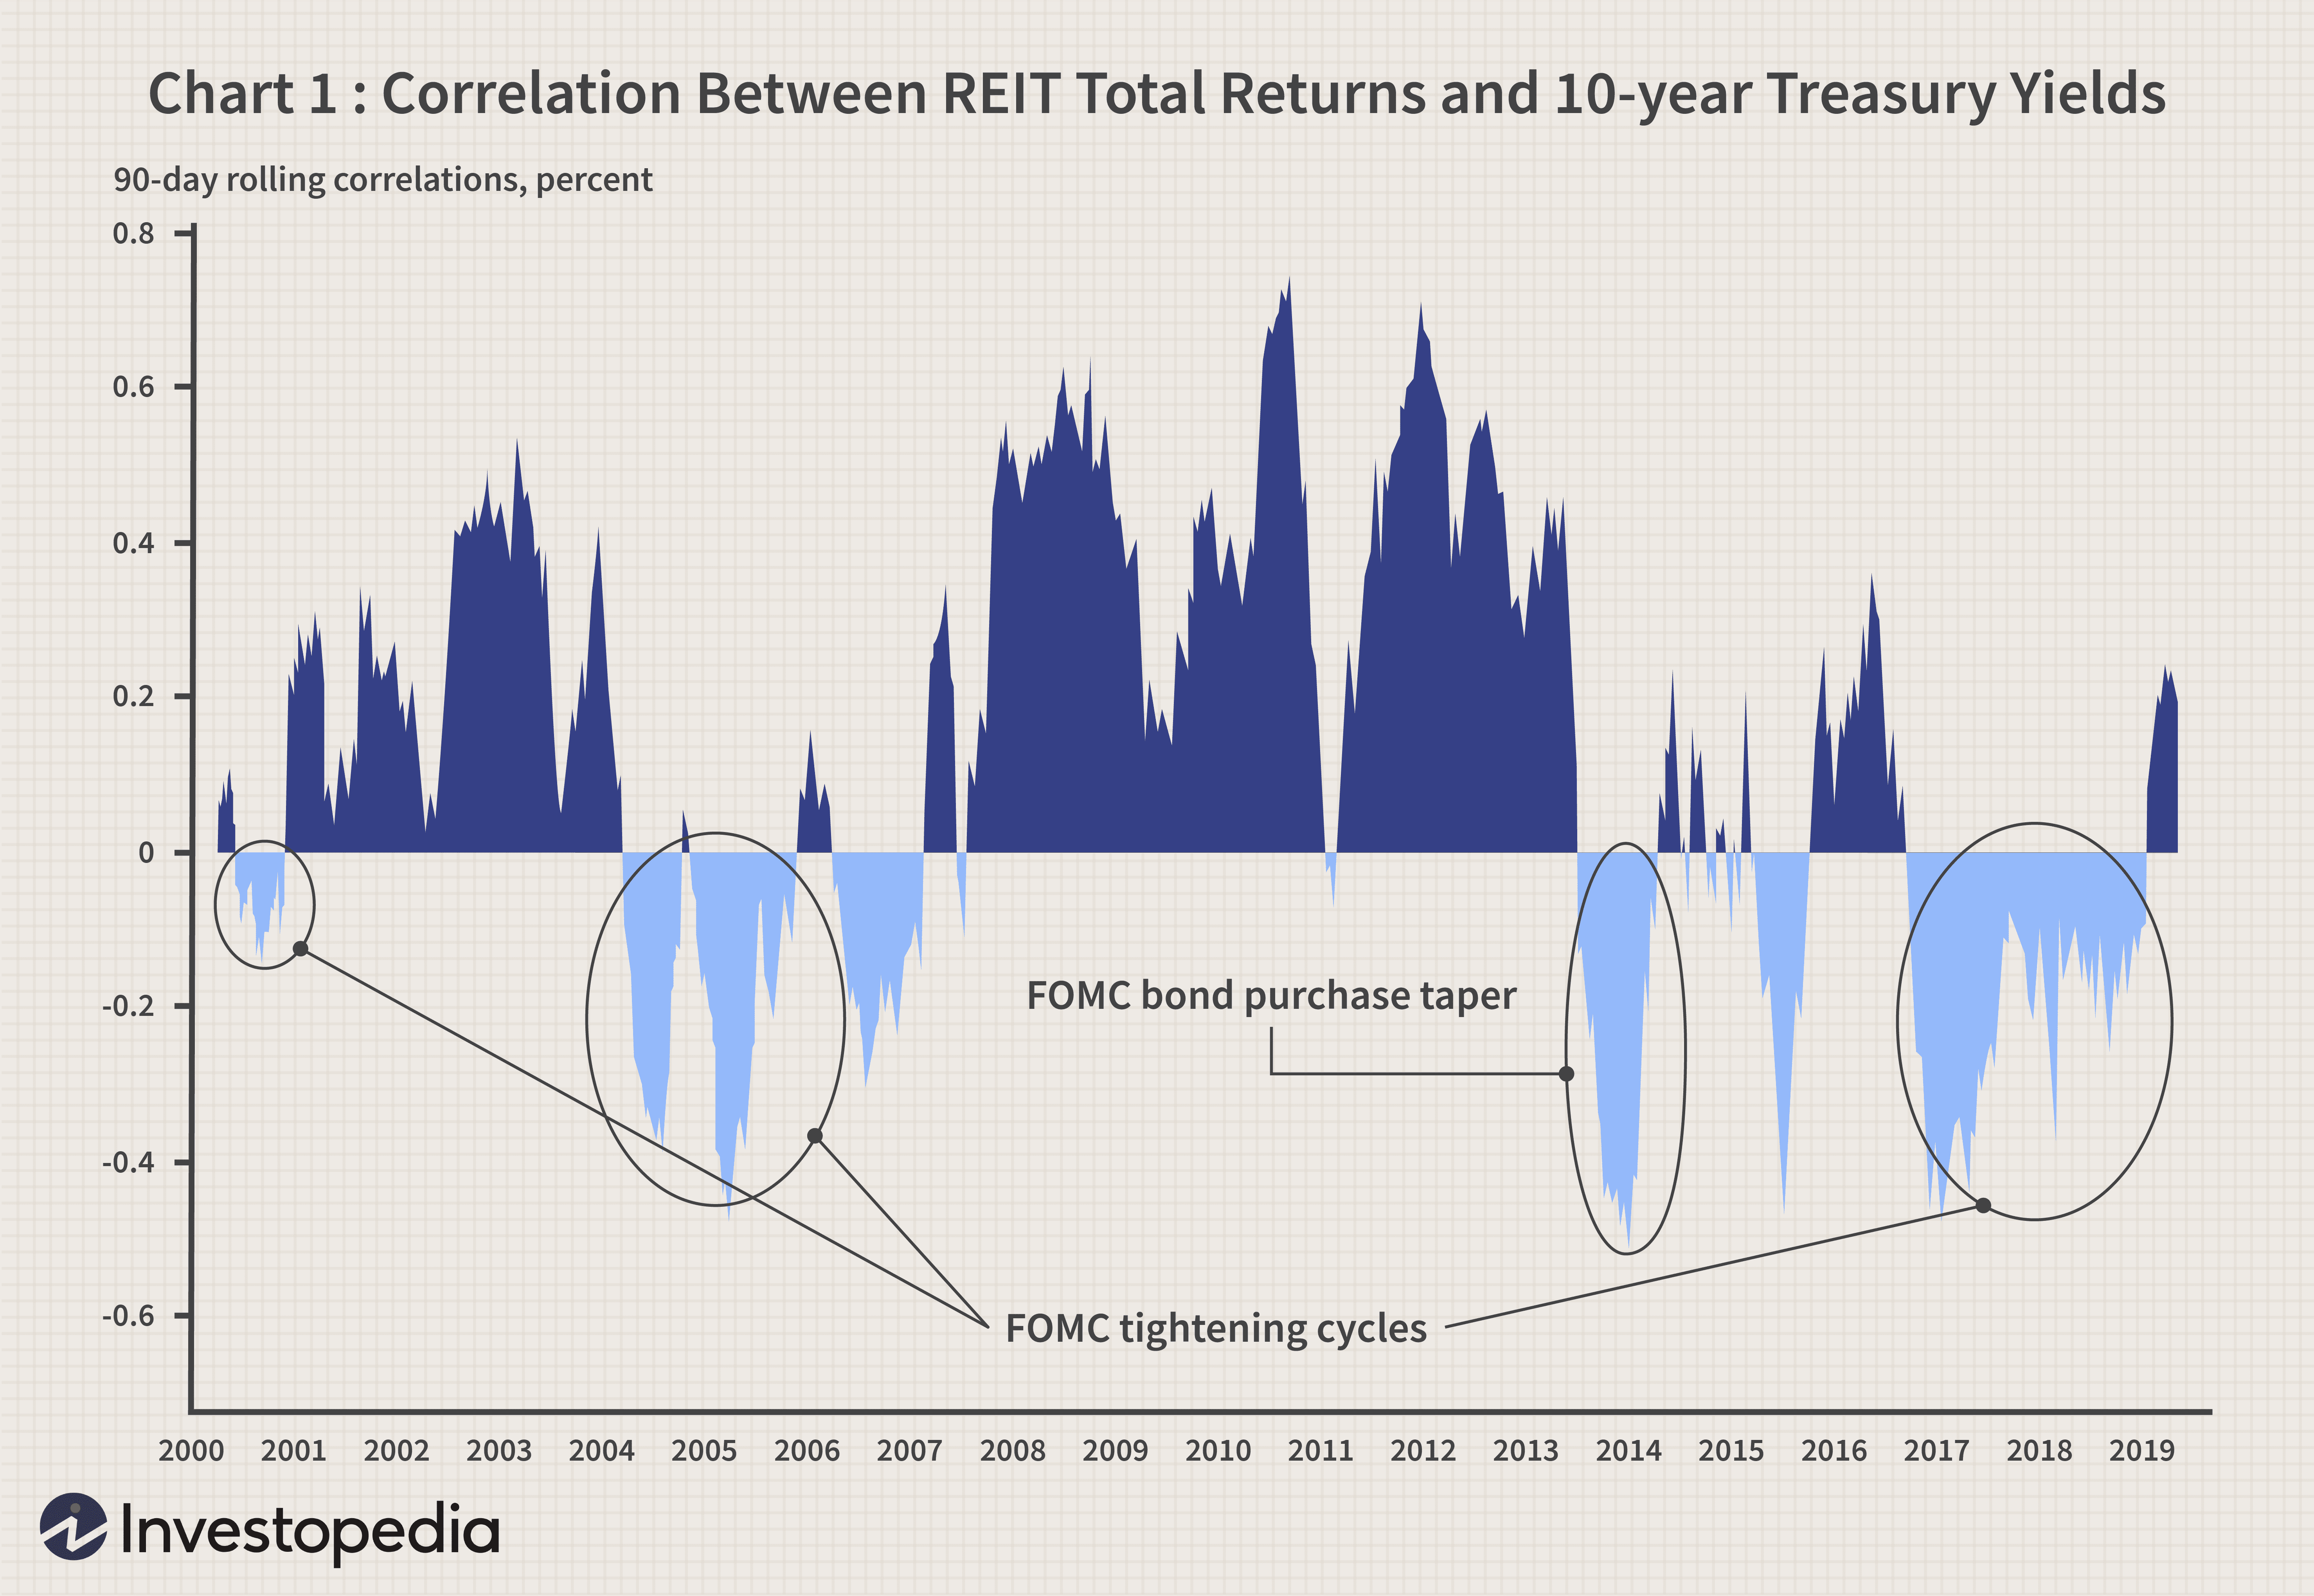 Chart 1 : Correlation Between REIT Total Returns and 10-year Treasury Yields
90-day rolling correlations, percent
0.8
0.6
0.4
0.2
0
-0.2
-0.4
-0.6
FOMC bond purchase taper
FOMC tightening cycles
2000 2001 2002 2003 2004 2005 2006 2007 2008 2009 2010 2011 2012 2013 2014 2015 2016 2017 2018 2019
Investopedia